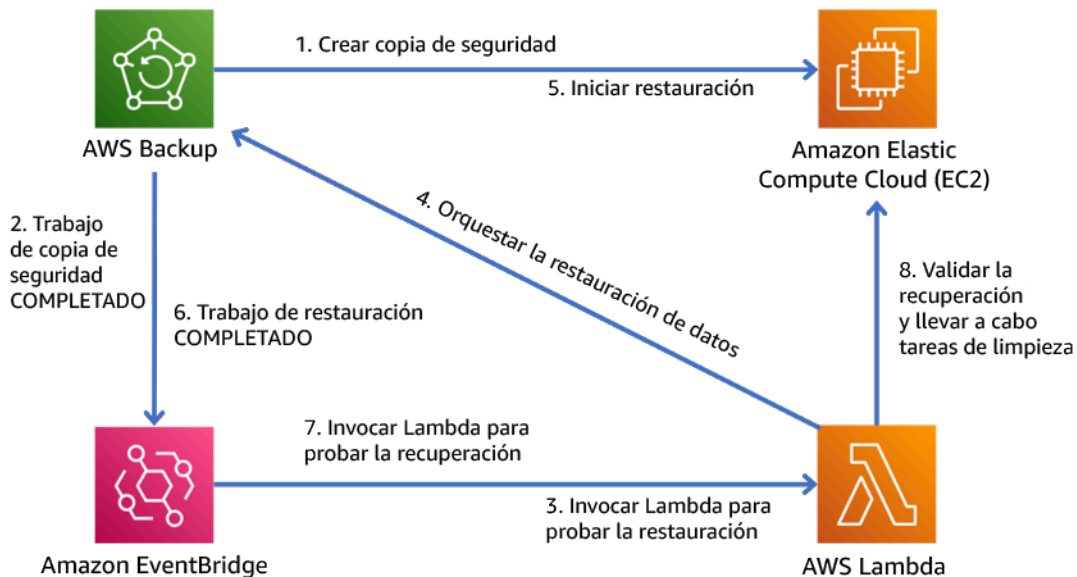 1. Crear copia de seguridad
5. Iniciar restauración
AWS Backup
Amazon Elastic
Compute Cloud (EC2)
2. Trabajo
de copia de
seguridad
COMPLETADO
4. Orquestar la restauración de datos
6. Trabajo de restauración
COMPLETADO
8. Validar la
recuperación
y llevar a cabo
tareas de limpieza
7. Invocar Lambda para
probar la recuperación
3. Invocar Lambda para
probar la restauración
Amazon EventBridge
AWS Lambda